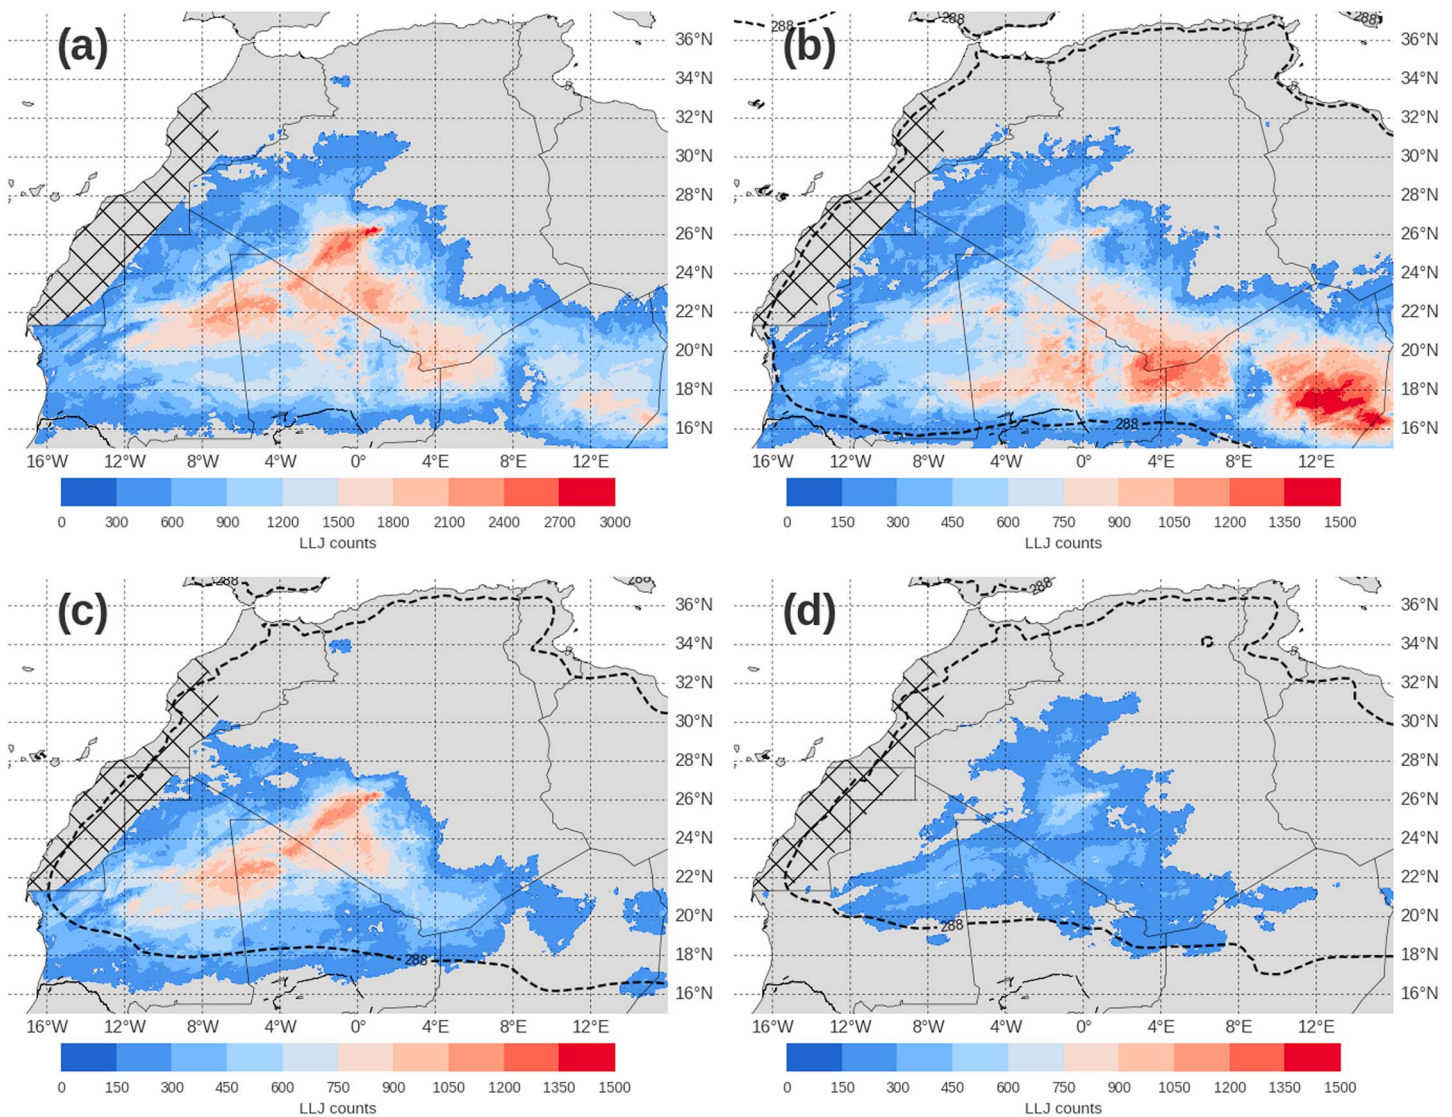 (a)
36°N
34°N
32°N
30°N
28°N
26°N
24°N
22°N
20°N
18°N
16°N
16°W 12°W 8°W 4°W 0° 4°E 8°E 12°E
0 300 600 900 1200 1500 1800 2100 2400 2700 3000
LLJ counts
(b)
288 288 288
36°N
34°N
32°N
30°N
28°N
26°N
24°N
22°N
20°N
18°N
16°N
288
16°W 12°W 8°W 4°W 0° 4°E 8°E 12°E
0 150 300 450 600 750 900 1050 1200 1350 1500
LLJ counts
(c)
288 288
36°N
34°N
32°N
30°N
28°N
26°N
24°N
22°N
20°N
18°N
16°N
288
16°W 12°W 8°W 4°W 0° 4°E 8°E 12°E
0 150 300 450 600 750 900 1050 1200 1350 1500
LLJ counts
(d)
288
36°N
34°N
32°N
30°N
28°N
26°N
24°N
22°N
20°N
18°N
16°N
288
16°W 12°W 8°W 4°W 0° 4°E 8°E 12°E
0 150 300 450 600 750 900 1050 1200 1350 1500
LLJ counts